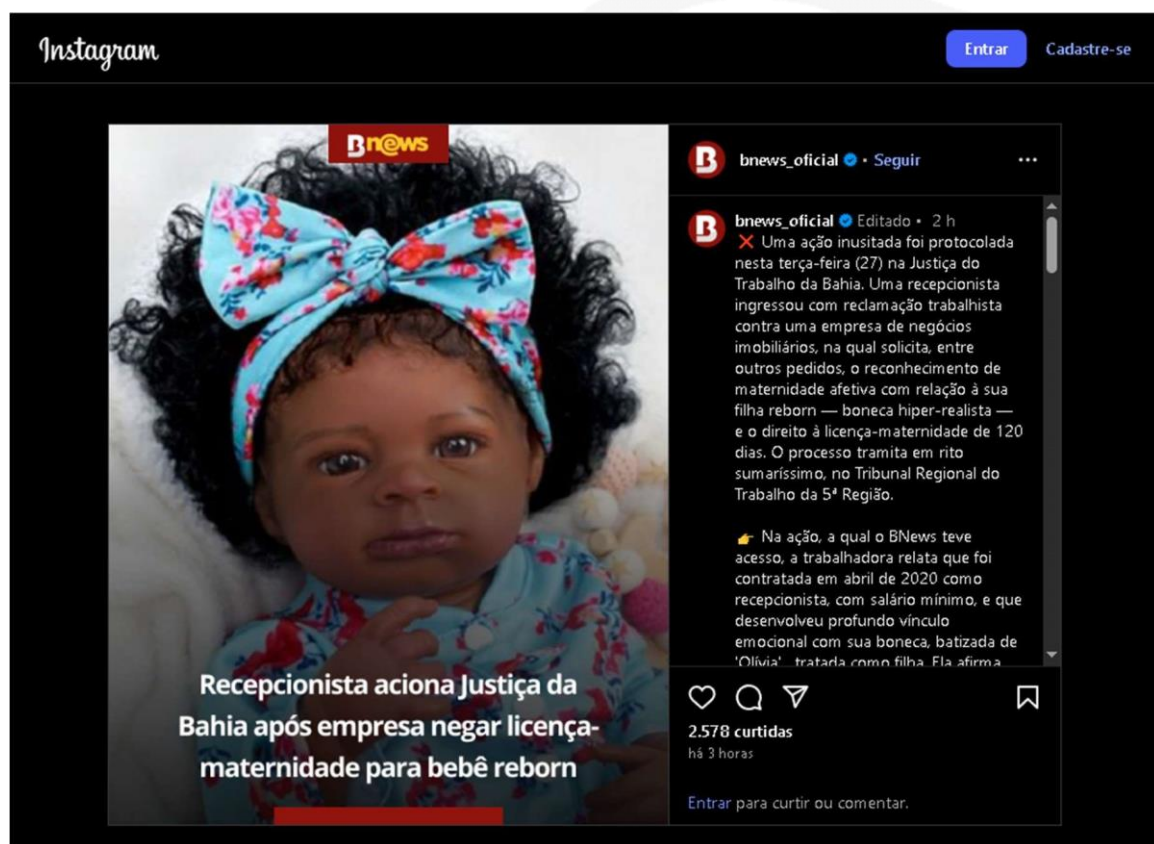 Instagram
Entrar
Cadastre-se
Bnews
Recepcionista aciona Justiça da
Bahia após empresa negar licença-
maternidade para bebê reborn
B
bnews_oficial • Seguir
B
bnews_oficial Editado • 2 h
❌ Uma ação inusitada foi protocolada
nesta terça-feira (27) na Justiça do
Trabalho da Bahia. Uma recepcionista
ingressou com reclamação trabalhista
contra uma empresa de negócios
imobiliários, na qual solicita, entre
outros pedidos, o reconhecimento de
maternidade afetiva com relação à sua
filha reborn — boneca hiper-realista —
e o direito à licença-maternidade de 120
dias. O processo tramita em rito
sumaríssimo, no Tribunal Regional do
Trabalho da 5ª Região.
👉 Na ação, a qual o BNews teve
acesso, a trabalhadora relata que foi
contratada em abril de 2020 como
recepcionista, com salário mínimo, e que
desenvolveu profundo vínculo
emocional com sua boneca, batizada de
'Olívia', tratada como filha. Ela afirma
2.578 curtidas
há 3 horas
Entrar para curtir ou comentar.